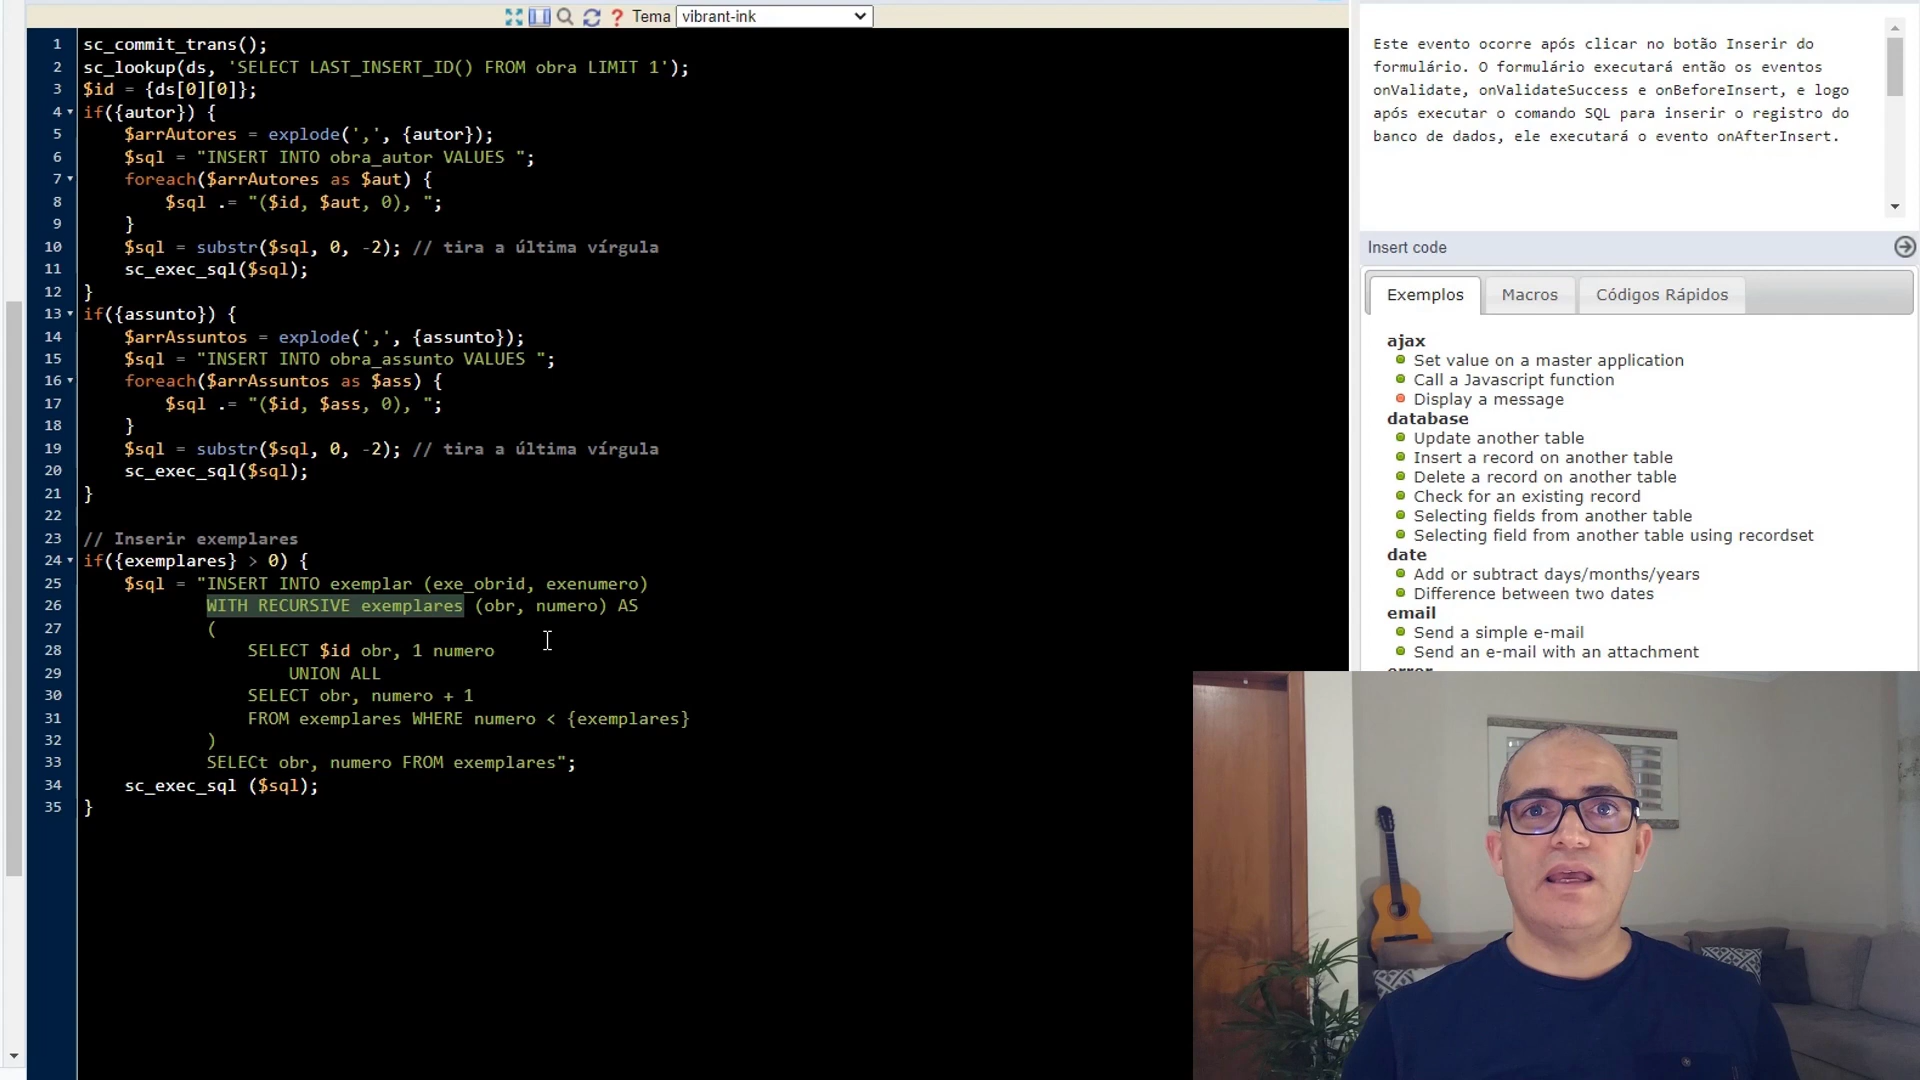 Tema vibrant-ink
1 sc_commit_trans();
2 sc_lookup(ds, 'SELECT LAST_INSERT_ID() FROM obra LIMIT 1');
3 $id = {ds[0][0]};
4 if({autor}) {
5 $arrAutores = explode(',', {autor});
6 $sql = "INSERT INTO obra_autor VALUES ";
7 foreach($arrAutores as $aut) {
8 $sql .= "($id, $aut, 0), ";
9 }
10 $sql = substr($sql, 0, -2); // tira a última vírgula
11 sc_exec_sql($sql);
12 }
13 if({assunto}) {
14 $arrAssuntos = explode(',', {assunto});
15 $sql = "INSERT INTO obra_assunto VALUES ";
16 foreach($arrAssuntos as $ass) {
17 $sql .= "($id, $ass, 0), ";
18 }
19 $sql = substr($sql, 0, -2); // tira a última vírgula
20 sc_exec_sql($sql);
21 }
22
23 // Inserir exemplares
24 if({exemplares} > 0) {
25 $sql = "INSERT INTO exemplar (exe_obrid, exenumero)
26 WITH RECURSIVE exemplares (obr, numero) AS
27 (
28 SELECT $id obr, 1 numero
29 UNION ALL
30 SELECT obr, numero + 1
31 FROM exemplares WHERE numero < {exemplares}
32 )
33 SELECt obr, numero FROM exemplares";
34 sc_exec_sql ($sql);
35 }
Este evento ocorre após clicar no botão Inserir do
formulário. O formulário executará então os eventos
onValidate, onValidateSuccess e onBeforeInsert, e logo
após executar o comando SQL para inserir o registro do
banco de dados, ele executará o evento onAfterInsert.
Insert code
Exemplos Macros Códigos Rápidos
ajax
Set value on a master application
Call a Javascript function
Display a message
database
Update another table
Insert a record on another table
Delete a record on another table
Check for an existing record
Selecting fields from another table
Selecting field from another table using recordset
date
Add or subtract days/months/years
Difference between two dates
email
Send a simple e-mail
Send an e-mail with an attachment